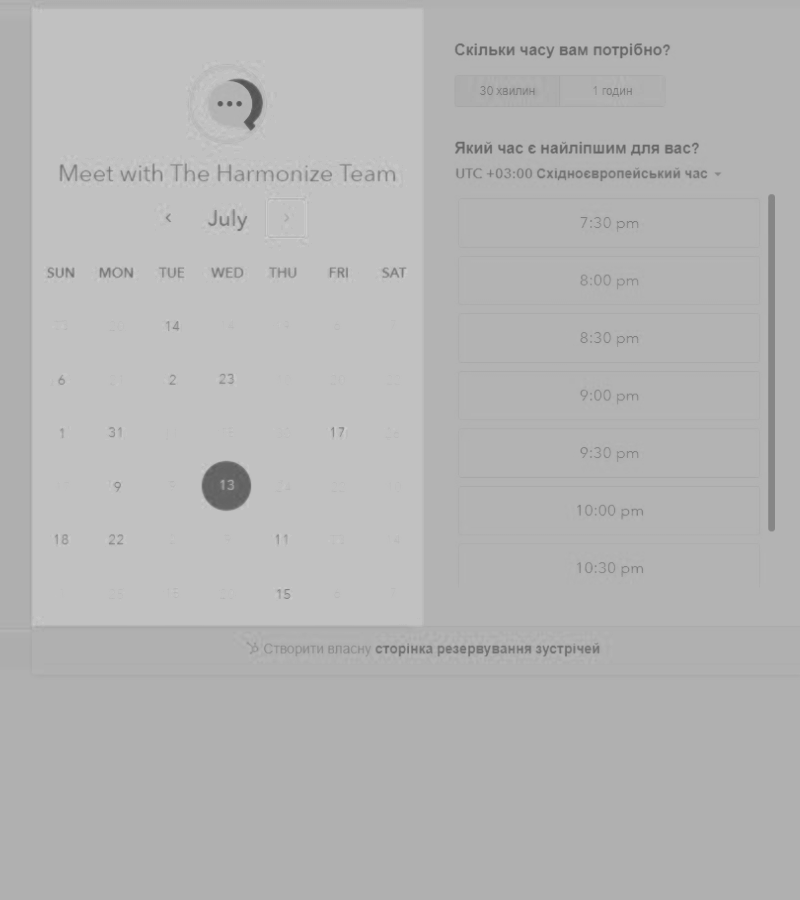 Meet with The Harmonize Team
July
SUN MON TUE WED THU FRI SAT
14
6 2 23
1 31 17
9 13
18 22 11
15
Скільки часу вам потрібно?
30 хвилин 1 годин
Який час є найліпшим для вас?
UTC +03:00 Східноєвропейський час
7:30 pm
8:00 pm
8:30 pm
9:00 pm
9:30 pm
10:00 pm
10:30 pm
Створити власну сторінка резервування зустрічей